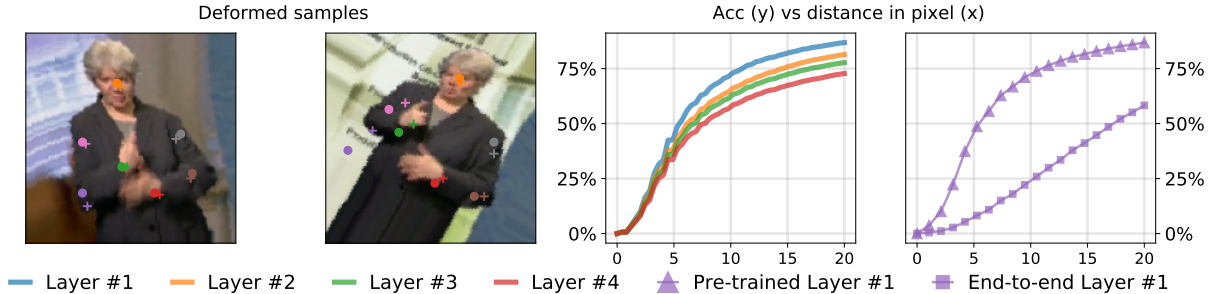 Deformed samples
Acc (y) vs distance in pixel (x)
75%
50%
25%
0%
0 5 10 15 20
75%
50%
25%
0%
0 5 10 15 20
Layer #1 Layer #2 Layer #3 Layer #4 Pre-trained Layer #1 End-to-end Layer #1